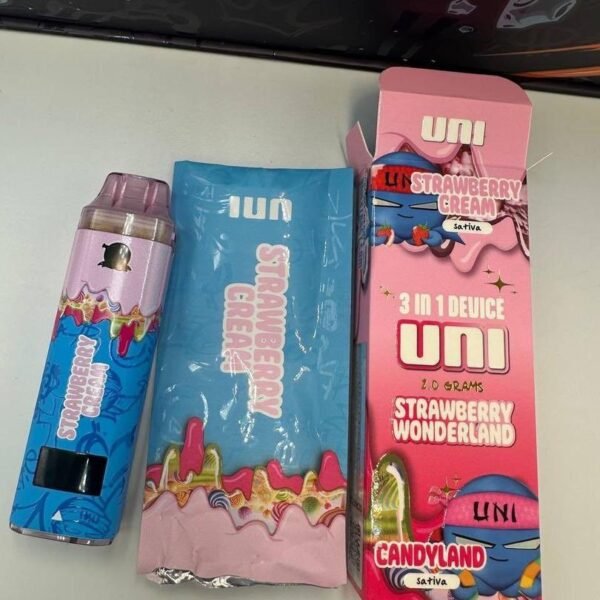 STRAWBERRY
CREAM
UNI
STRAWBERRY
CREAM
UNI
UNI
STRAWBERRY
CREAM
sativa
3 IN 1 DEVICE
UNI
2.0 GRAMS
STRAWBERRY
WONDERLAND
UNI
CANDYLAND
sativa